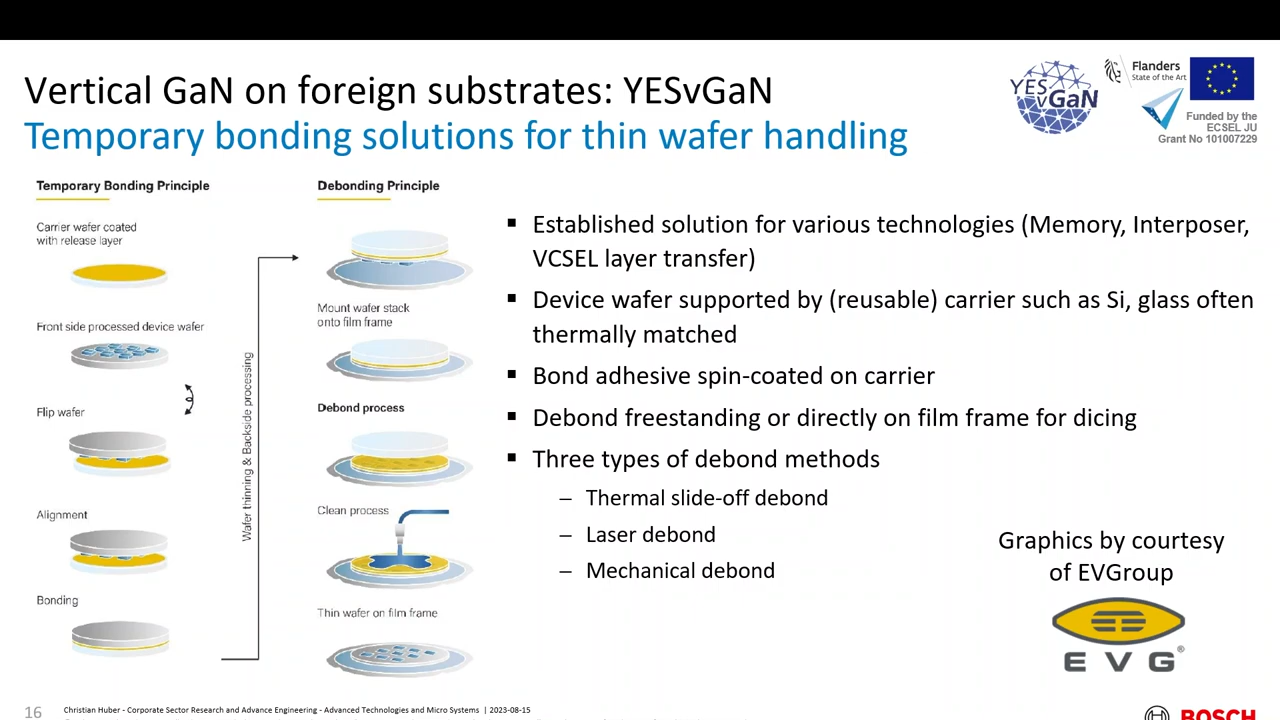 Vertical GaN on foreign substrates: YESvGaN
Temporary bonding solutions for thin wafer handling
YES
vGaN
Flanders
State of the Art
Funded by the
ECSEL JU
Grant No 101007229
Temporary Bonding Principle
Carrier wafer coated
with release layer
Front side processed device wafer
Flip wafer
Alignment
Bonding
Wafer thinning & Backside processing
Debonding Principle
Mount wafer stack
onto film frame
Debond process
Clean process
Thin wafer on film frame
▪ Established solution for various technologies (Memory, Interposer,
VCSEL layer transfer)
▪ Device wafer supported by (reusable) carrier such as Si, glass often
thermally matched
▪ Bond adhesive spin-coated on carrier
▪ Debond freestanding or directly on film frame for dicing
▪ Three types of debond methods
– Thermal slide-off debond
– Laser debond
– Mechanical debond
Graphics by courtesy
of EVGroup
EVG®
16
Christian Huber - Corporate Sector Research and Advance Engineering - Advanced Technologies and Micro Systems | 2023-08-15
BOSCH